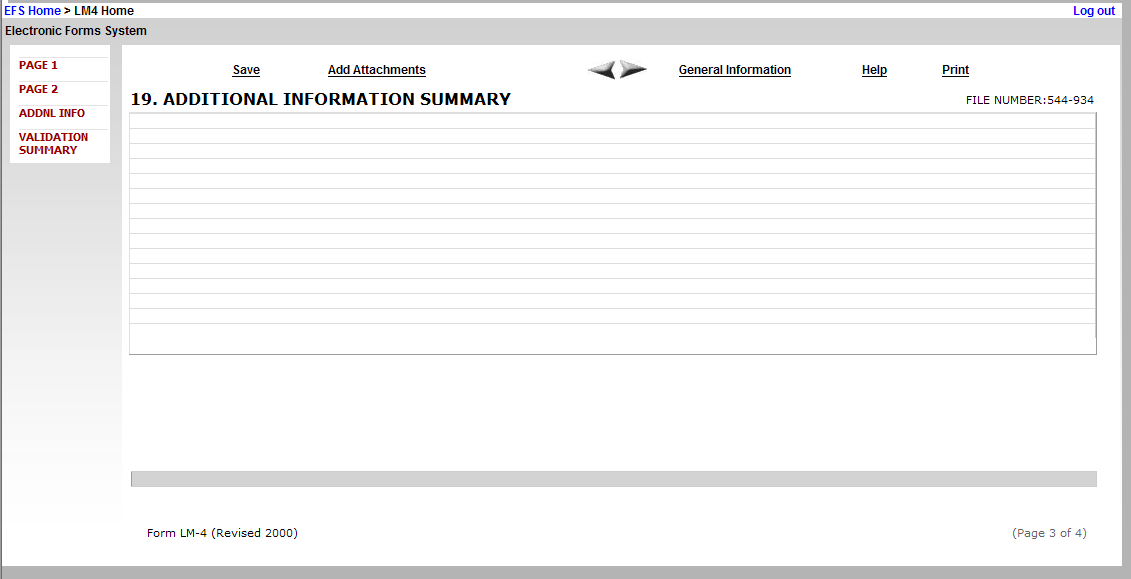 EFS Home > LM4 Home
Log out
Electronic Forms System
PAGE 1
PAGE 2
ADDNL INFO
VALIDATION
SUMMARY
Save
Add Attachments
General Information
Help
Print
19. ADDITIONAL INFORMATION SUMMARY
FILE NUMBER:544-934
Form LM-4 (Revised 2000)
(Page 3 of 4)